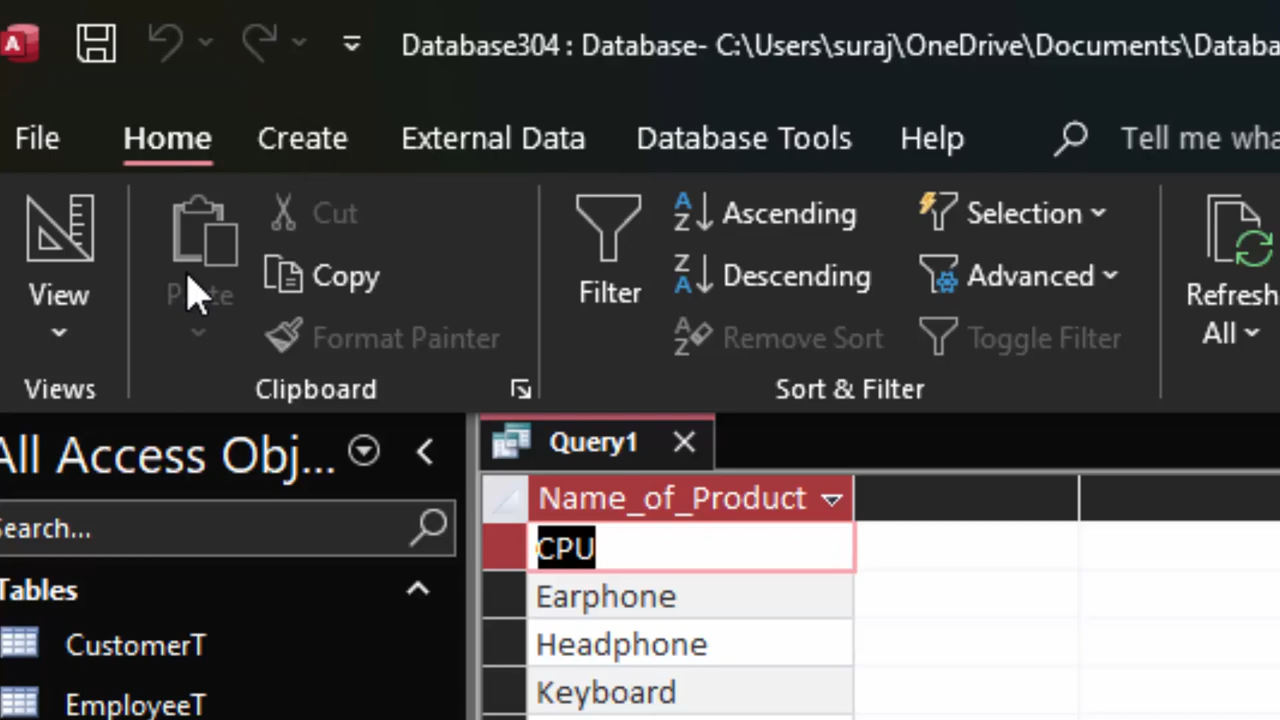 A
Database304 : Database- C:\Users\suraj\OneDrive\Documents\Databa
File Home Create External Data Database Tools Help Tell me wha
View
Views
Paste
Cut
Copy
Format Painter
Clipboard
Filter
Ascending
Descending
Remove Sort
Selection
Advanced
Toggle Filter
Sort & Filter
Refresh
All
All Access Obj...
Search...
Tables
CustomerT
EmployeeT
Query1
Name_of_Product
CPU
Earphone
Headphone
Keyboard